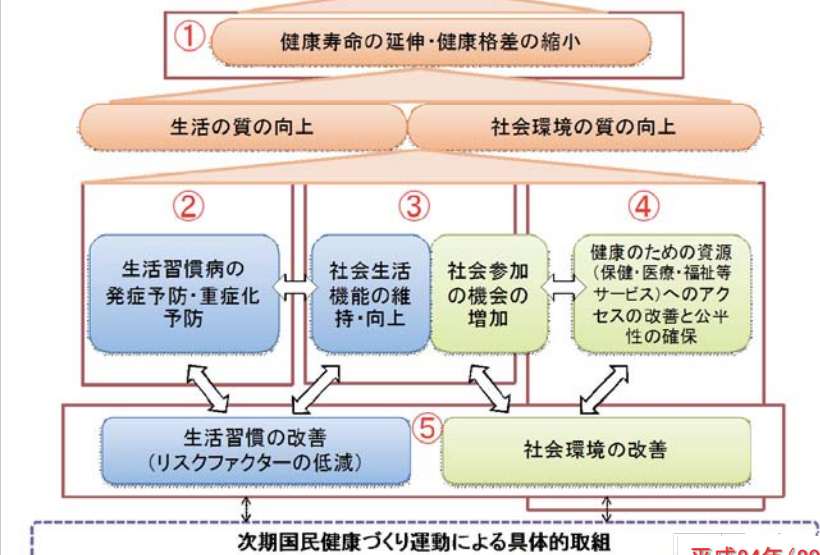 ①
健康寿命の延伸・健康格差の縮小
生活の質の向上
社会環境の質の向上
②
③
④
生活習慣病の
発症予防・重症化
予防
社会生活
機能の維
持・向上
社会参加
の機会の
増加
健康のための資源
(保健・医療・福祉等
サービス)へのアク
セスの改善と公平
性の確保
⑤
生活習慣の改善
(リスクファクターの低減)
社会環境の改善
次期国民健康づくり運動による具体的取組